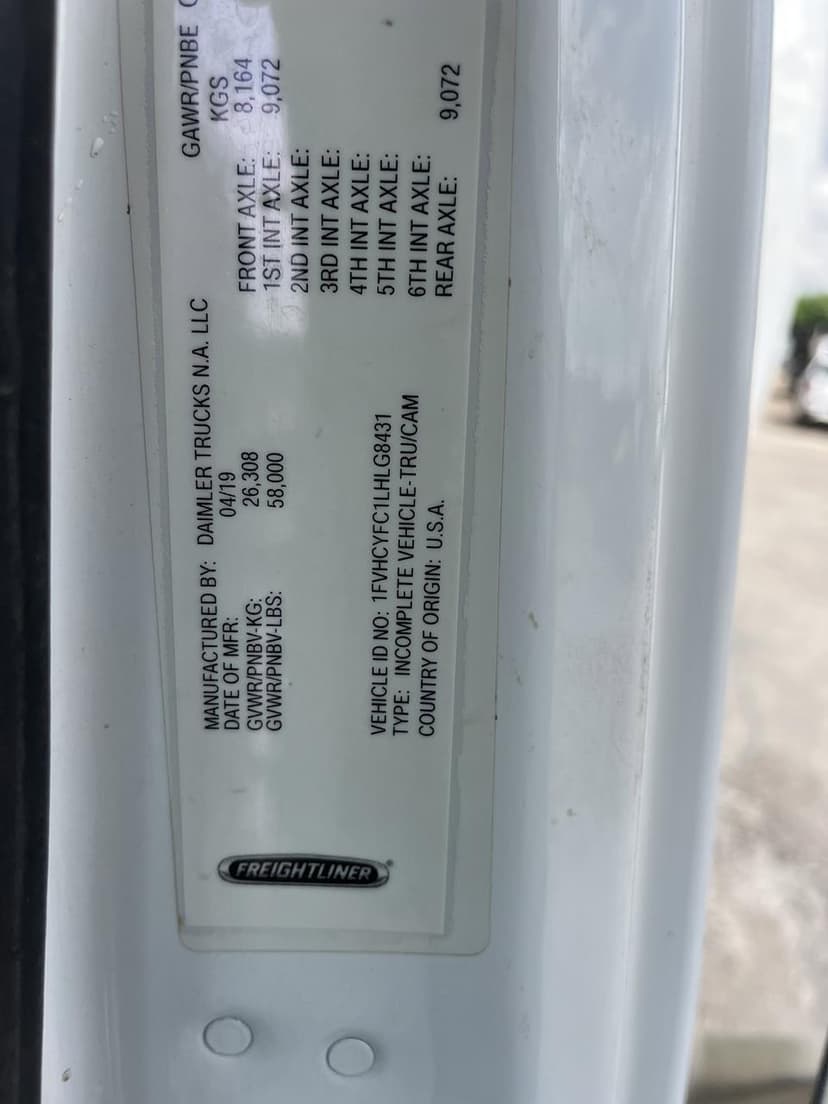 FREIGHTLINER
MANUFACTURED BY: DAIMLER TRUCKS N.A. LLC
DATE OF MFR: 04/19
GVWR/PNBV-KG: 26,308
GVWR/PNBV-LBS: 58,000
VEHICLE ID NO: 1FVHCYFC1LHLG8431
TYPE: INCOMPLETE VEHICLE-TRU/CAM
COUNTRY OF ORIGIN: U.S.A.
GAWR/PNBE
KGS
FRONT AXLE: 8,164
1ST INT AXLE: 9,072
2ND INT AXLE:
3RD INT AXLE:
4TH INT AXLE:
5TH INT AXLE:
6TH INT AXLE:
REAR AXLE: 9,072